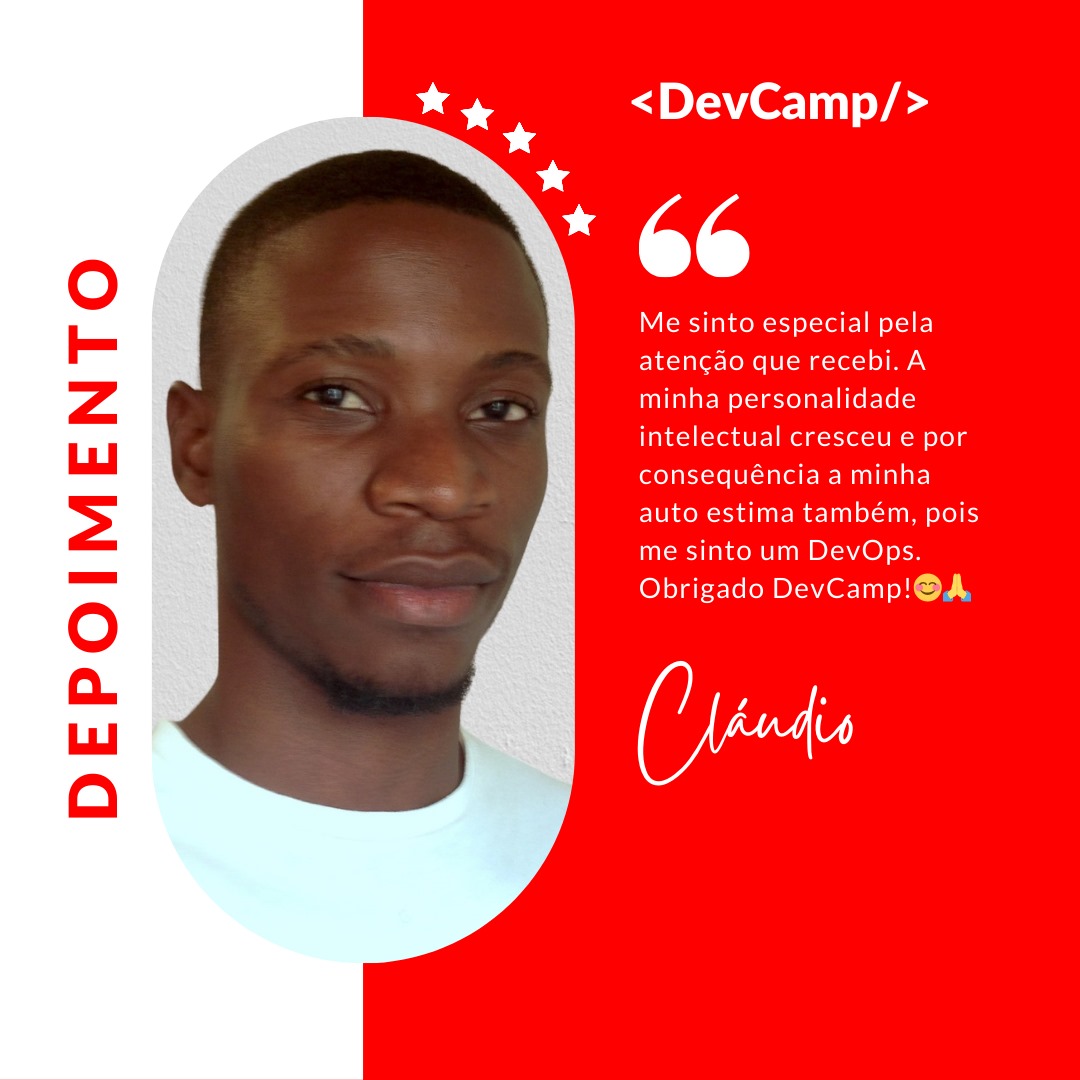 DEPOIMENTO
<DevCamp/>
“
Me sinto especial pela
atenção que recebi. A
minha personalidade
intelectual cresceu e por
consequência a minha
auto estima também, pois
me sinto um DevOps.
Obrigado DevCamp!😊🙏
Cláudio